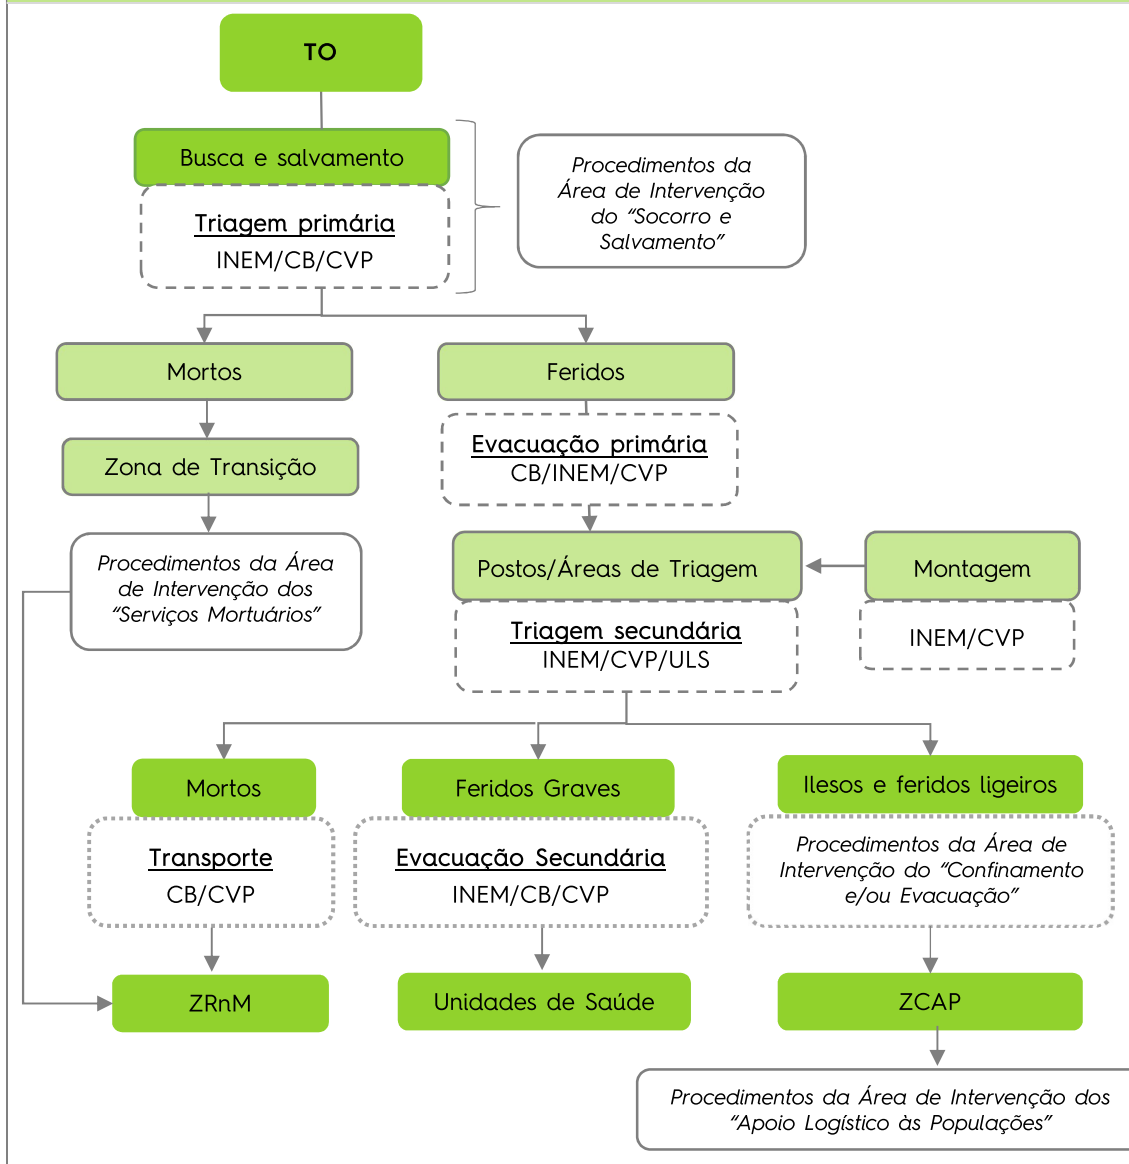 TO
Busca e salvamento
Triagem primária
INEM/CB/CVP
Procedimentos da
Área de Intervenção
do “Socorro e
Salvamento”
Mortos
Feridos
Zona de Transição
Evacuação primária
CB/INEM/CVP
Procedimentos da Área
de Intervenção dos
“Serviços Mortuários”
Postos/Áreas de Triagem
Montagem
Triagem secundária
INEM/CVP/ULS
INEM/CVP
Mortos
Feridos Graves
Ilesos e feridos ligeiros
Transporte
CB/CVP
Evacuação Secundária
INEM/CB/CVP
Procedimentos da Área de
Intervenção do “Confinamento
e/ou Evacuação”
ZRnM
Unidades de Saúde
ZCAP
Procedimentos da Área de Intervenção dos
“Apoio Logístico às Populações”